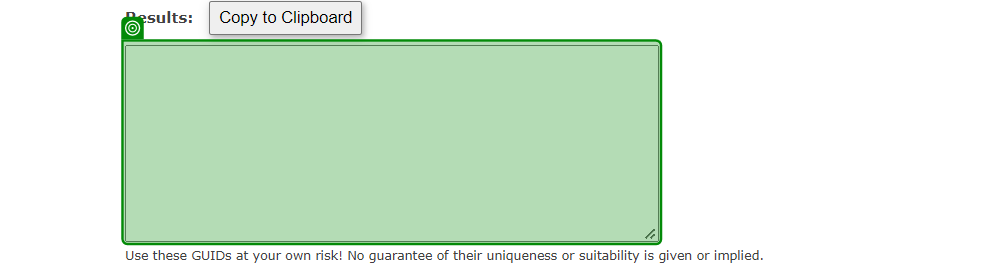 Results:
Copy to Clipboard
Use these GUIDs at your own risk! No guarantee of their uniqueness or suitability is given or implied.